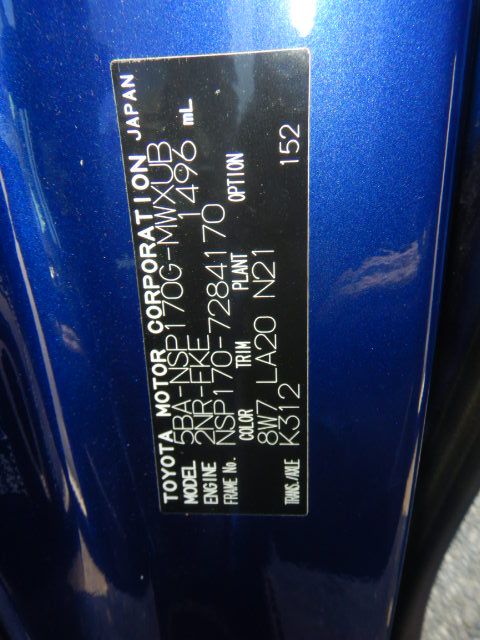 TOYOTA MOTOR CORPORATION JAPAN
MODEL 5BA-NSP170G-MWXUB
ENGINE 2NR-FKE 1496 mL
FRAME No. NSP170-7284170
COLOR TRIM PLANT OPTION
8W7 LA20 N21
TRANS./AXLE K312 152